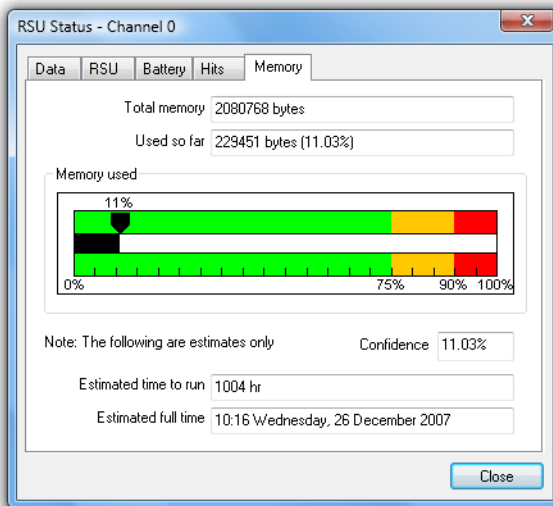 RSU Status - Channel 0
Data RSU Battery Hits Memory
Total memory 2080768 bytes
Used so far 229451 bytes (11.03%)
Memory used
11%
0% 75% 90% 100%
Note: The following are estimates only Confidence 11.03%
Estimated time to run 1004 hr
Estimated full time 10:16 Wednesday, 26 December 2007
Close